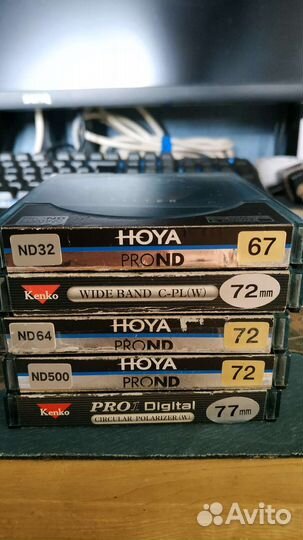 ND32 HOYA PROND 67
Kenko WIDE BAND C-PL(W) 72mm
ND64 HOYA PROND 72
ND500 HOYA PROND 72
Kenko PRO1 Digital 77mm
CIRCULAR POLARIZER (W)
Avito